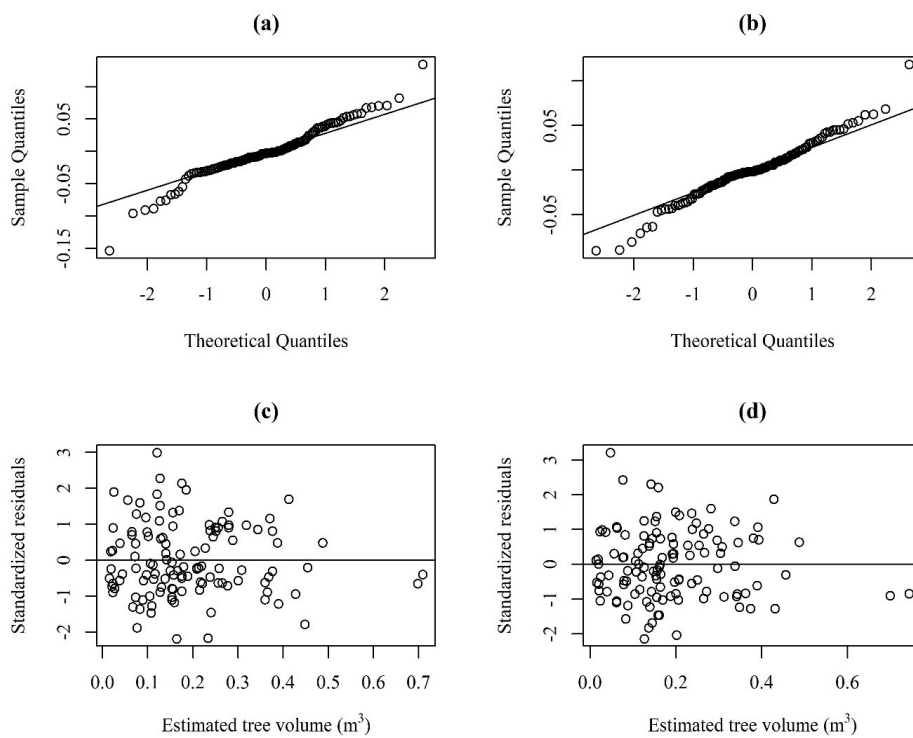 (a)
Sample Quantiles
0.05
-0.05
-0.15
-2 -1 0 1 2
Theoretical Quantiles
(b)
Sample Quantiles
0.05
-0.05
-2 -1 0 1 2
Theoretical Quantiles
(c)
Standardized residuals
3
2
1
0
-1
-2
0.0 0.1 0.2 0.3 0.4 0.5 0.6 0.7
Estimated tree volume (m³)
(d)
Standardized residuals
3
2
1
0
-1
-2
0.0 0.2 0.4 0.6
Estimated tree volume (m³)